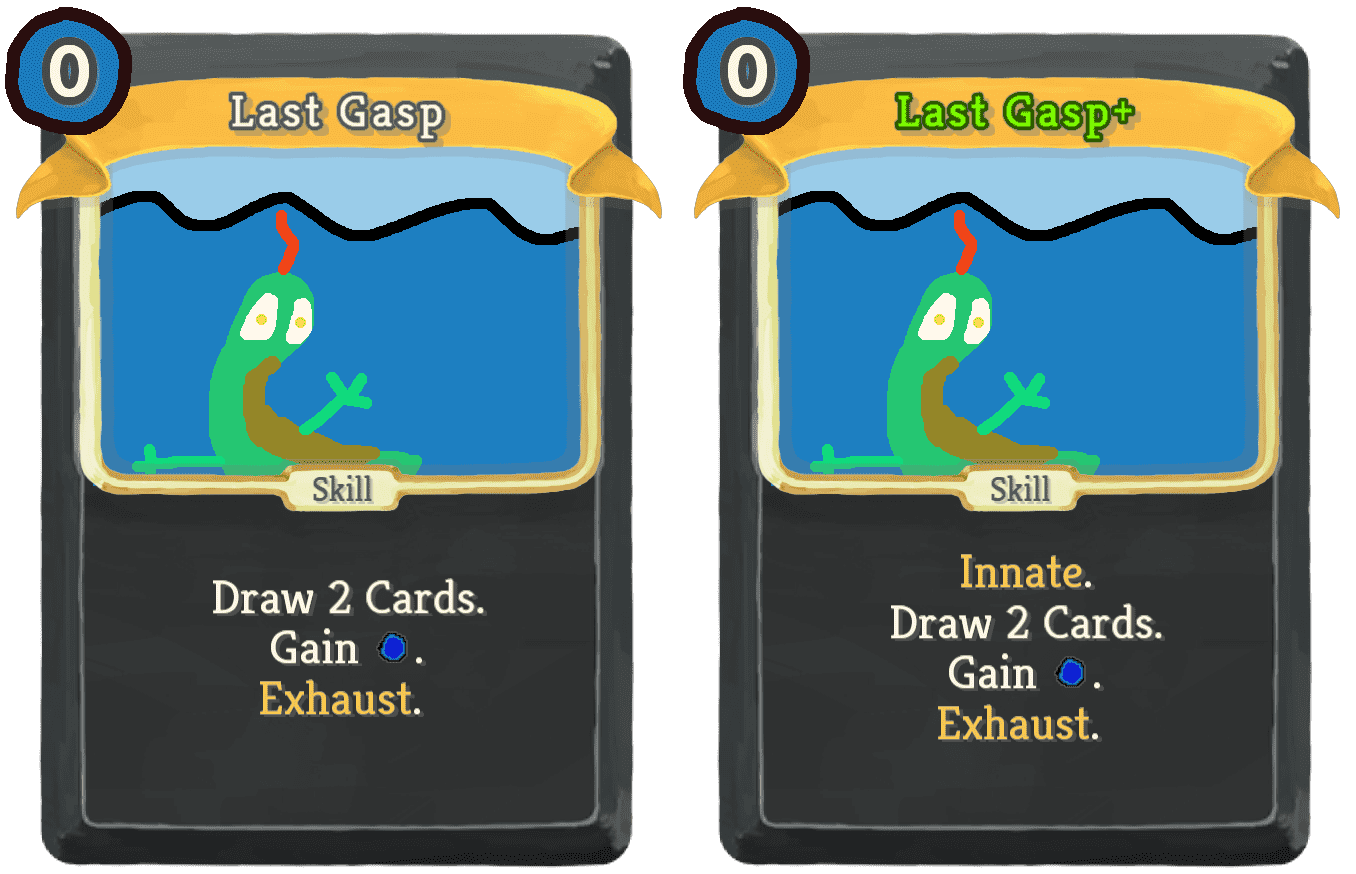 0
Last Gasp
Skill
Draw 2 Cards.
Gain .
Exhaust.
0
Last Gasp+
Skill
Innate.
Draw 2 Cards.
Gain .
Exhaust.